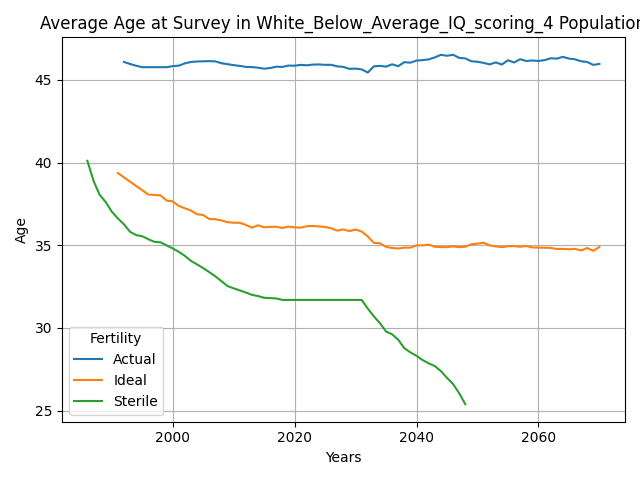 Average Age at Survey in White_Below_Average_IQ_scoring_4 Population
45
40
35
30
25
Age
Fertility
Actual
Ideal
Sterile
2000 2020 2040 2060
Years